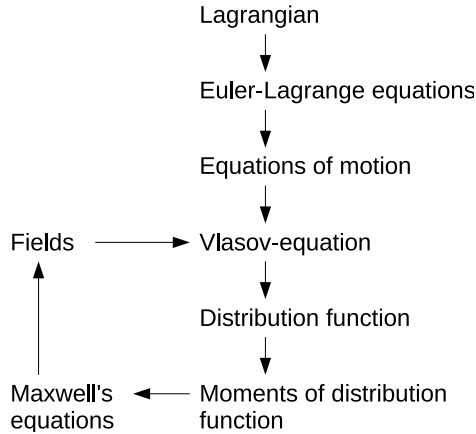 Lagrangian
Euler-Lagrange equations
Equations of motion
Fields
Vlasov-equation
Distribution function
Maxwell's
equations
Moments of distribution
function